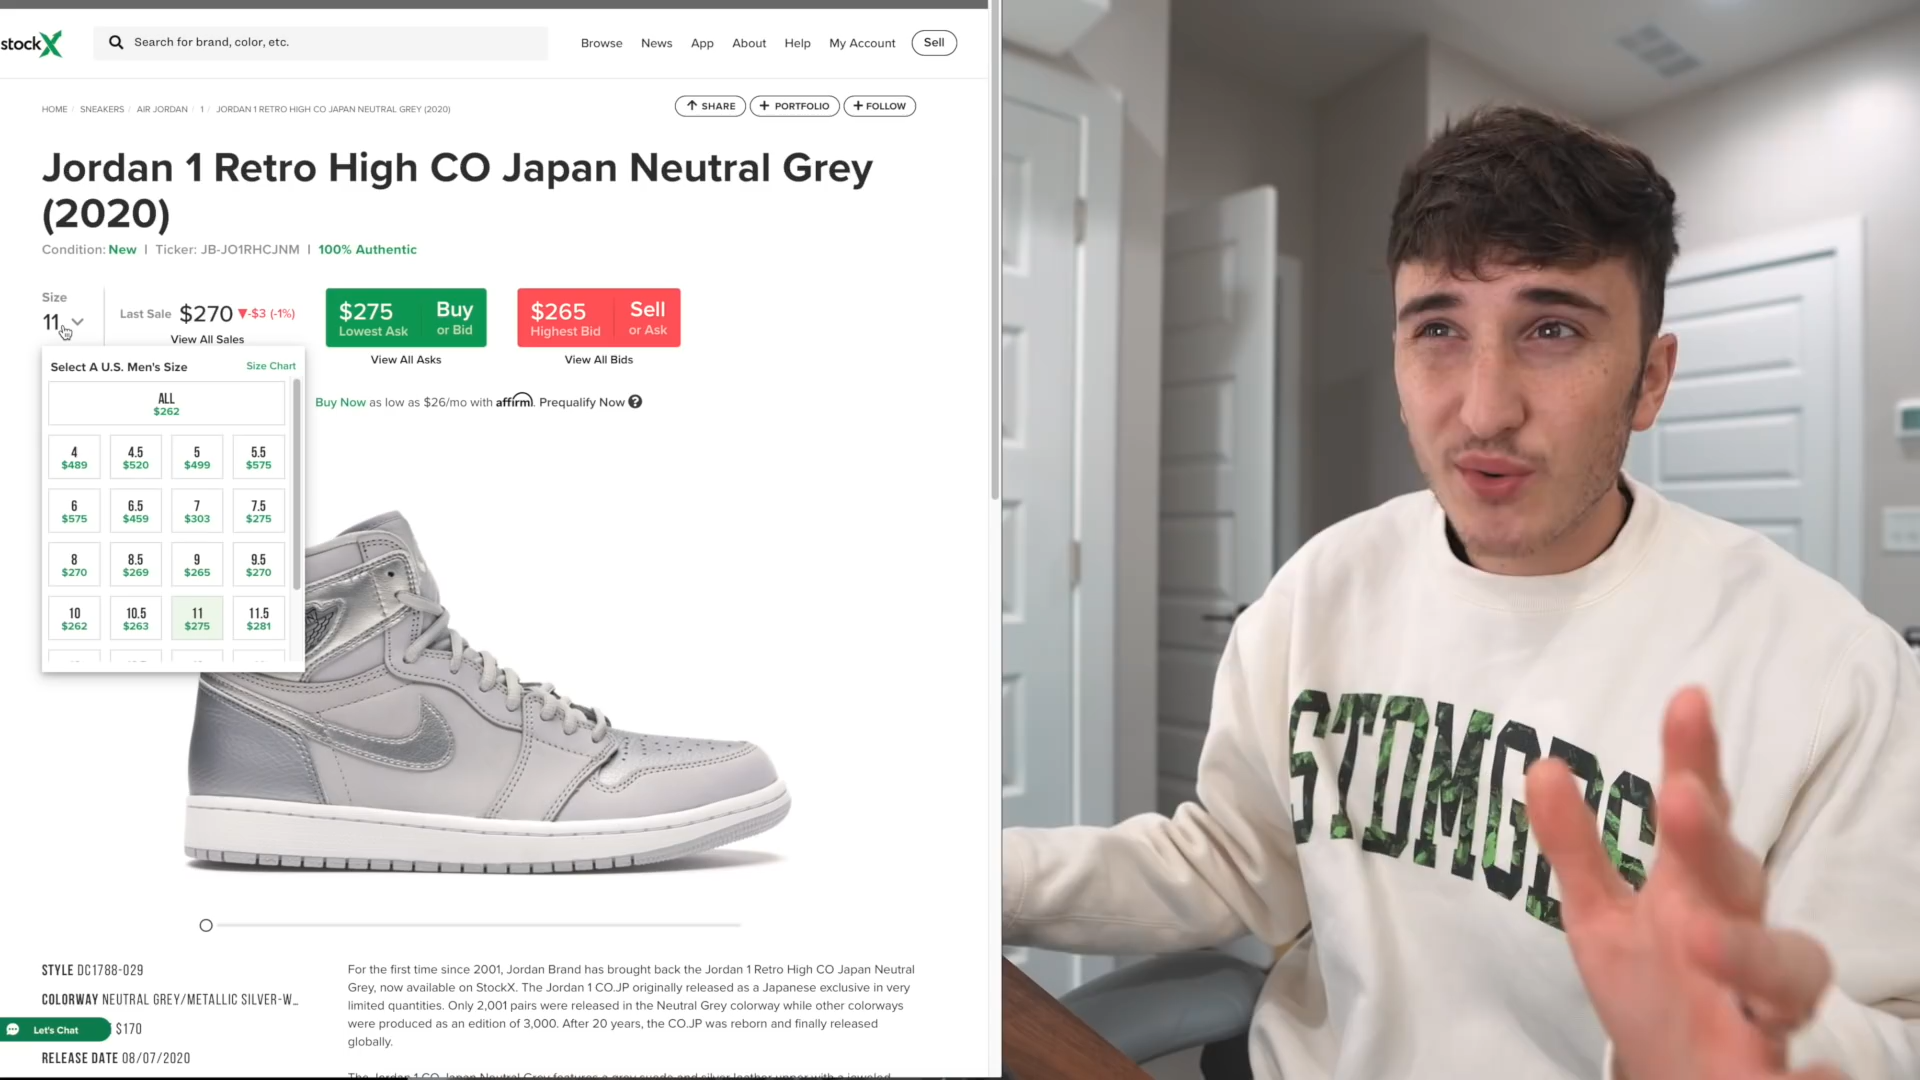 stockX
Search for brand, color, etc.
Browse News App About Help My Account Sell
HOME / SNEAKERS / AIR JORDAN / 1 / JORDAN 1 RETRO HIGH CO JAPAN NEUTRAL GREY (2020)
SHARE + PORTFOLIO + FOLLOW
Jordan 1 Retro High CO Japan Neutral Grey
(2020)
Condition: New | Ticker: JB-JO1RHCJNM | 100% Authentic
Size
11
Last Sale $270 ▼-$3 (-1%)
View All Sales
$275 Buy
Lowest Ask or Bid
View All Asks
$265 Sell
Highest Bid or Ask
View All Bids
Select A U.S. Men's Size Size Chart
ALL
$262
4 4.5 5 5.5
$489 $520 $499 $575
6 6.5 7 7.5
$575 $459 $303 $275
8 8.5 9 9.5
$270 $269 $265 $270
10 10.5 11 11.5
$262 $263 $275 $281
Buy Now as low as $26/mo with affirm. Prequalify Now ?
STYLE DC1788-029
COLORWAY NEUTRAL GREY/METALLIC SILVER-W...
$170
RELEASE DATE 08/07/2020
Let's Chat
For the first time since 2001, Jordan Brand has brought back the Jordan 1 Retro High CO Japan Neutral
Grey, now available on StockX. The Jordan 1 CO.JP originally released as a Japanese exclusive in very
limited quantities. Only 2,001 pairs were released in the Neutral Grey colorway while other colorways
were produced as an edition of 3,000. After 20 years, the CO.JP was reborn and finally released
globally.
STDMG